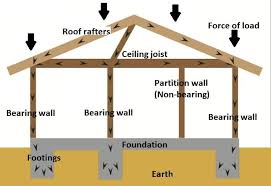 Roof rafters
Force of load
Ceiling joist
Partition wall
(Non-bearing)
Bearing wall
Bearing wall
Bearing wall
Foundation
Footings
Earth